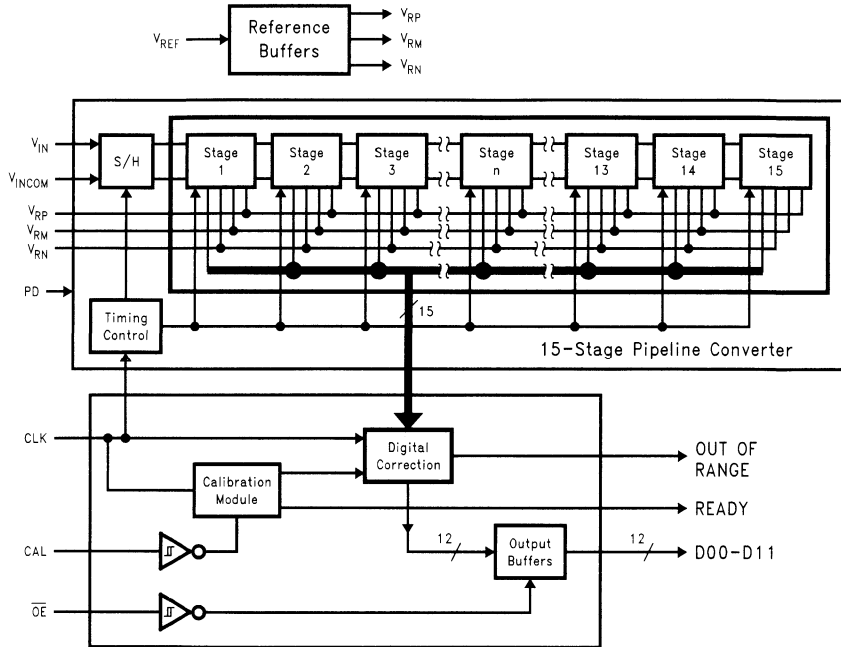 Reference
Buffers
V_REF
V_RP
V_RM
V_RN
V_IN
V_INCOM
S/H
Stage
1
Stage
2
Stage
3
Stage
n
Stage
13
Stage
14
Stage
15
V_RP
V_RM
V_RN
PD
Timing
Control
15
15-Stage Pipeline Converter
CLK
Digital
Correction
OUT OF
RANGE
Calibration
Module
READY
CAL
12
Output
Buffers
12
D00-D11
O̅E̅